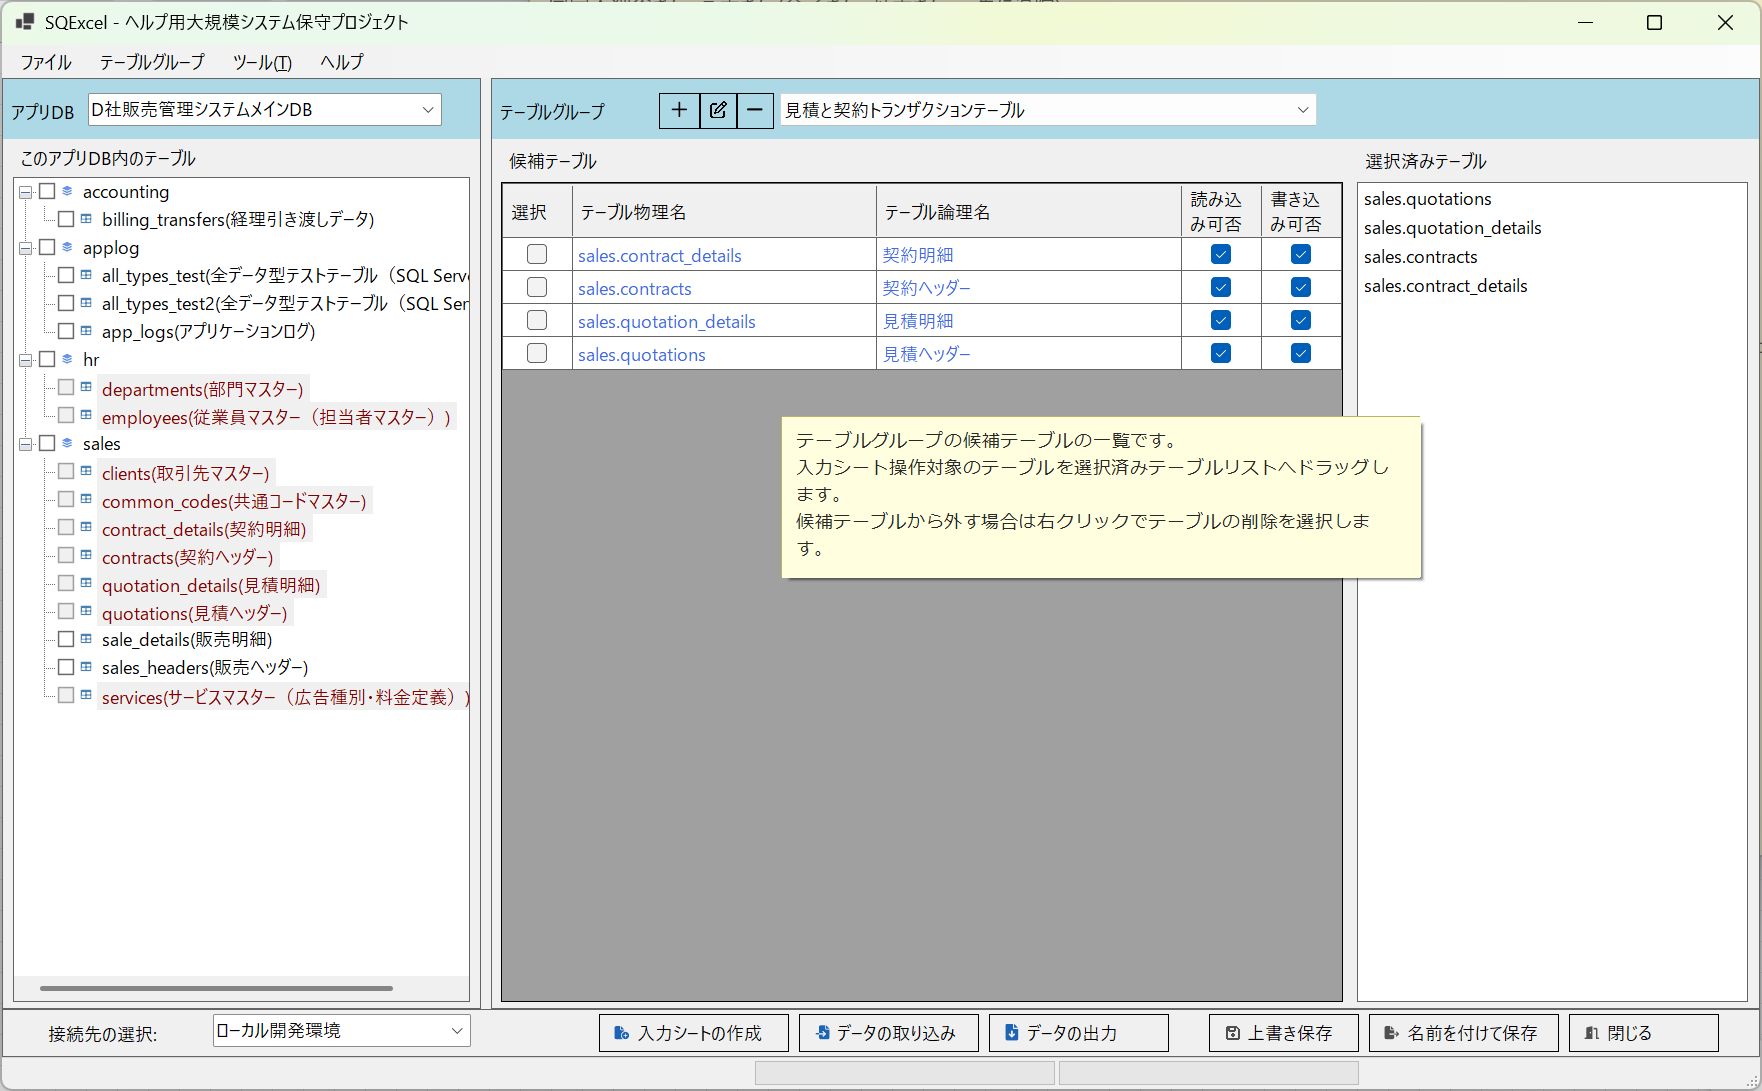 SQExcel - ヘルプ用大規模システム保守プロジェクト
ファイル テーブルグループ ツール(T) ヘルプ
アプリDB D社販売管理システムメインDB
テーブルグループ 見積と契約トランザクションテーブル
このアプリDB内のテーブル
accounting
billing_transfers(経理引き渡しデータ)
applog
all_types_test(全データ型テストテーブル（SQL Serve
all_types_test2(全データ型テストテーブル（SQL Ser
app_logs(アプリケーションログ)
hr
departments(部門マスター)
employees(従業員マスター（担当者マスター）)
sales
clients(取引先マスター)
common_codes(共通コードマスター)
contract_details(契約明細)
contracts(契約ヘッダー)
quotation_details(見積明細)
quotations(見積ヘッダー)
sale_details(販売明細)
sales_headers(販売ヘッダー)
services(サービスマスター（広告種別・料金定義）)
候補テーブル
選択 テーブル物理名 テーブル論理名 読み込み可否 書き込み可否
sales.contract_details 契約明細
sales.contracts 契約ヘッダー
sales.quotation_details 見積明細
sales.quotations 見積ヘッダー
テーブルグループの候補テーブルの一覧です。
入力シート操作対象のテーブルを選択済みテーブルリストへドラッグし
ます。
候補テーブルから外す場合は右クリックでテーブルの削除を選択しま
す。
選択済みテーブル
sales.quotations
sales.quotation_details
sales.contracts
sales.contract_details
接続先の選択: ローカル開発環境
入力シートの作成 データの取り込み データの出力 上書き保存 名前を付けて保存 閉じる